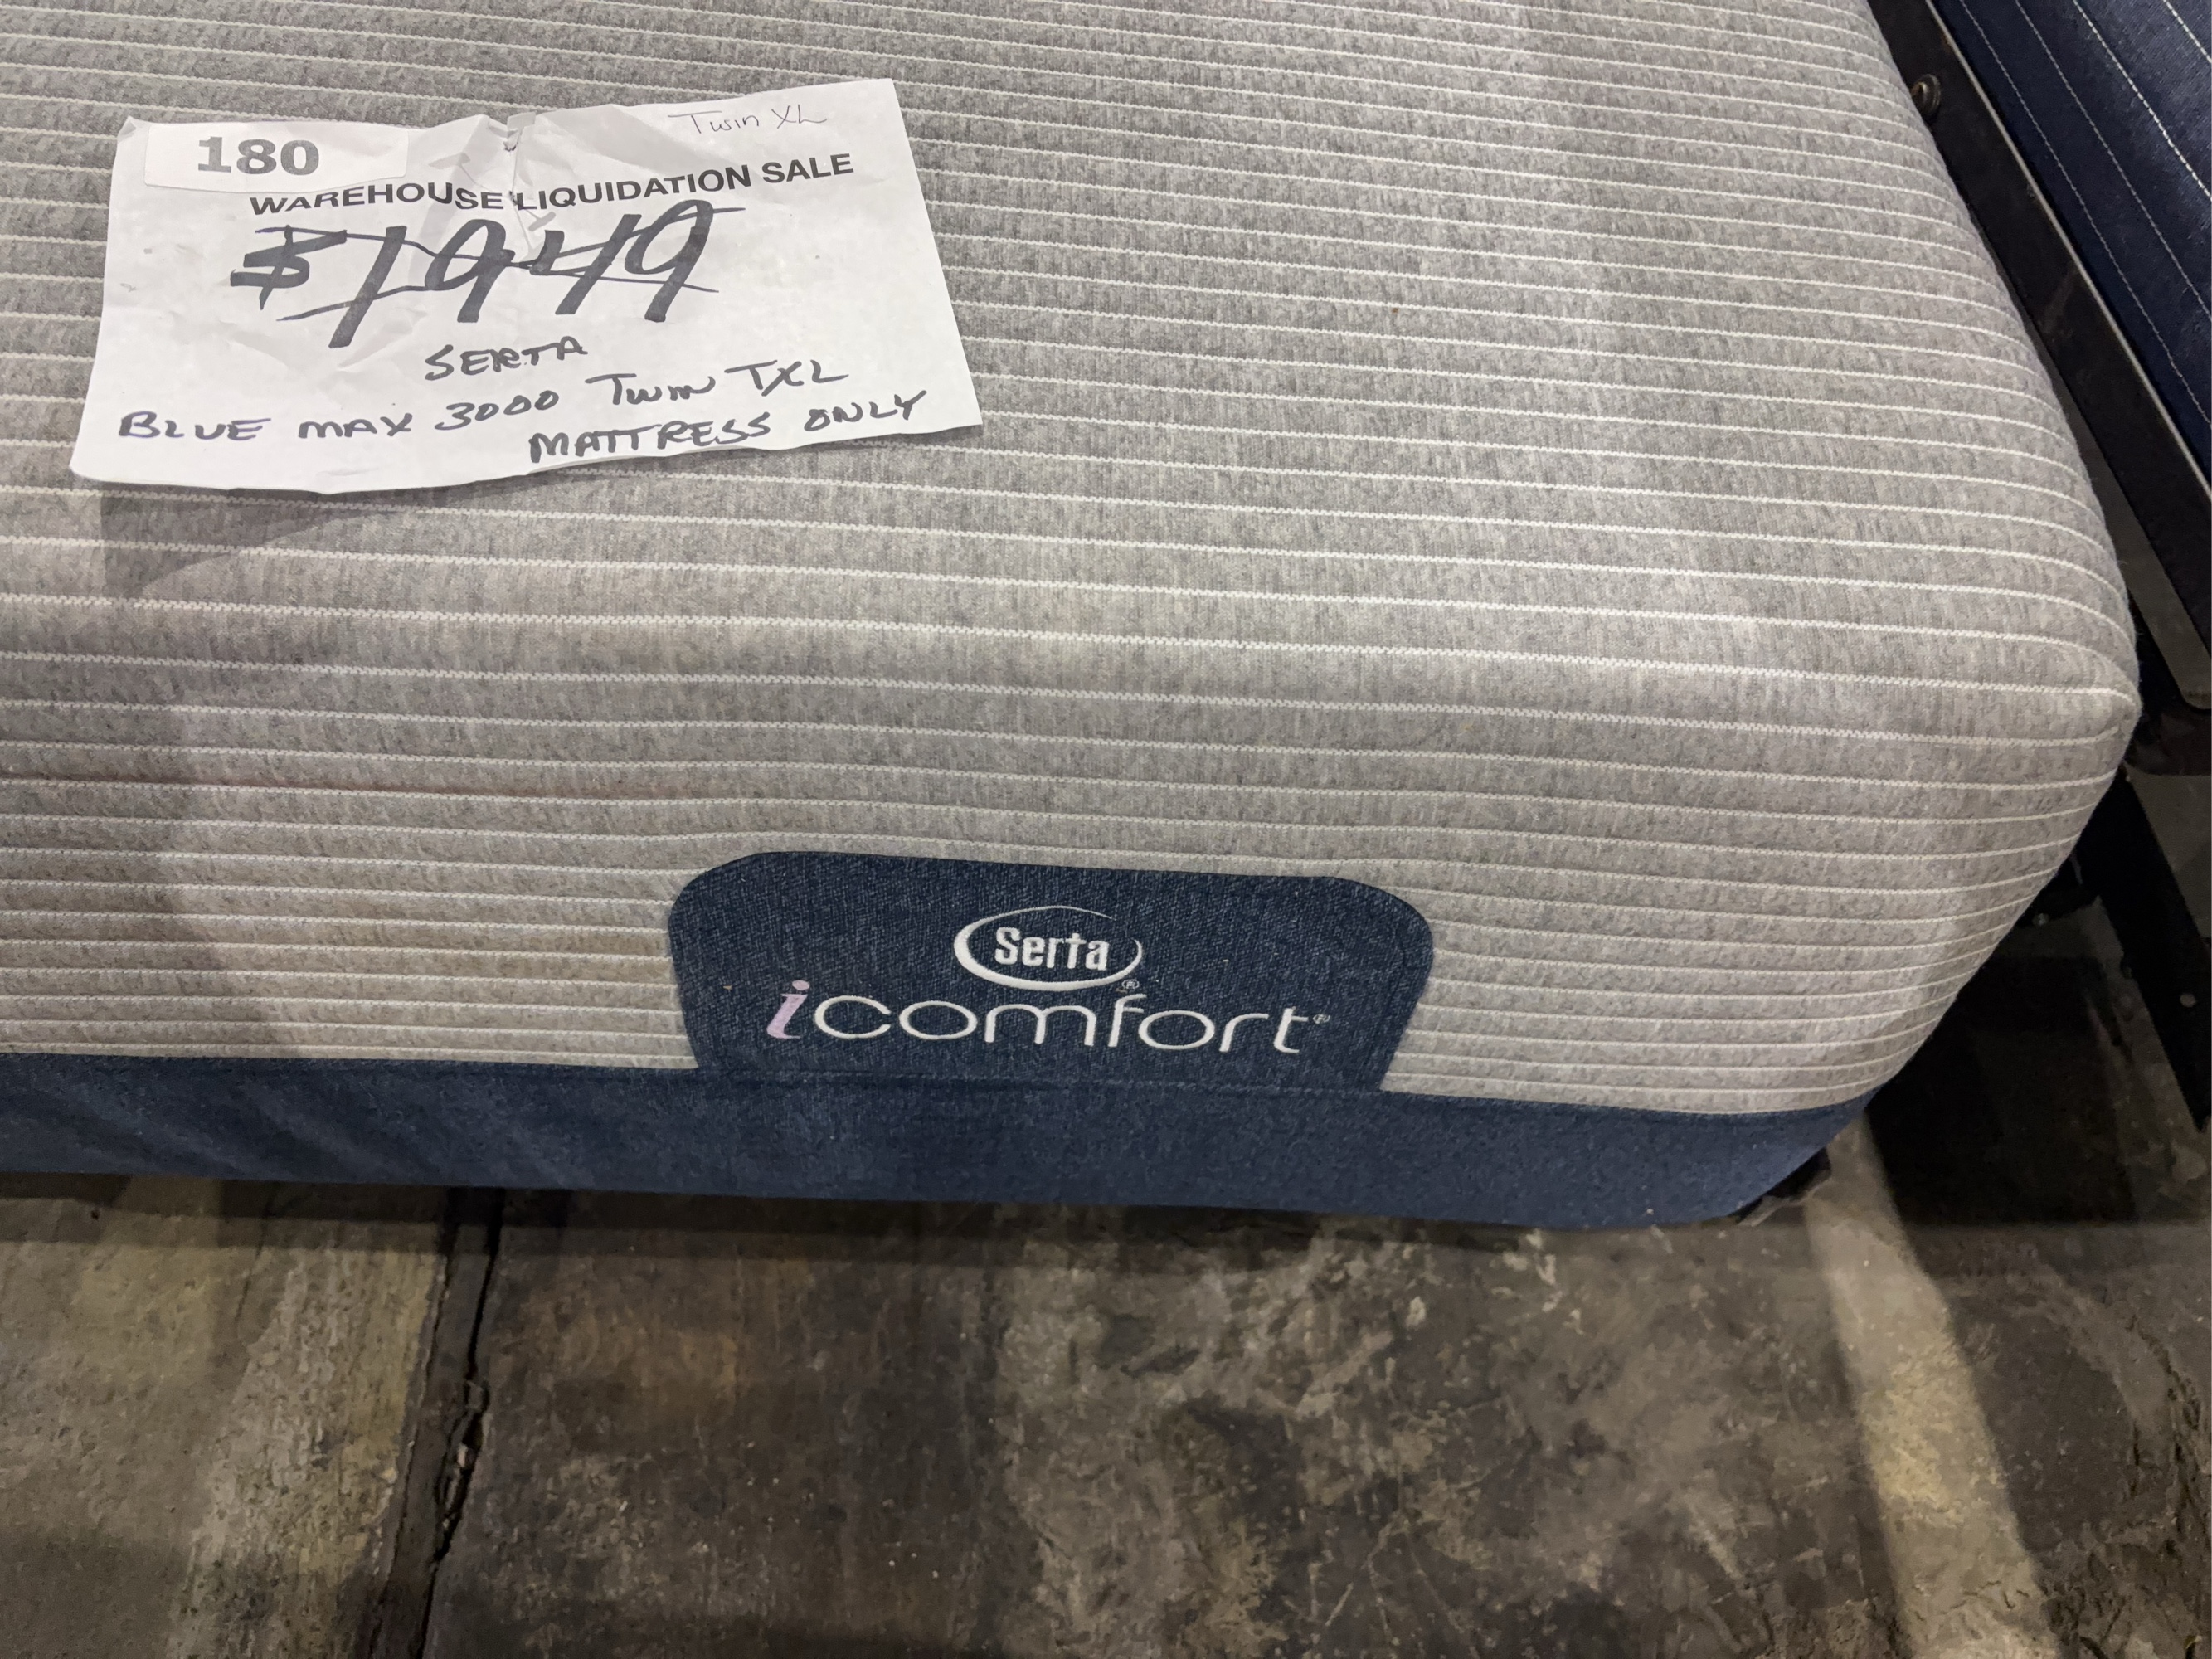 Twin XL
180
WAREHOUSE LIQUIDATION SALE
$1949
SERTA
BLUE MAX 3000 TWIN TXL
MATTRESS ONLY
Serta®
icomfort®